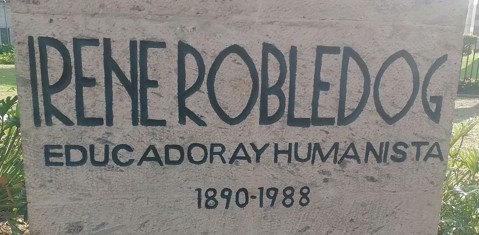 IRENE ROBLEDO G
EDUCADORA Y HUMANISTA
1890-1988